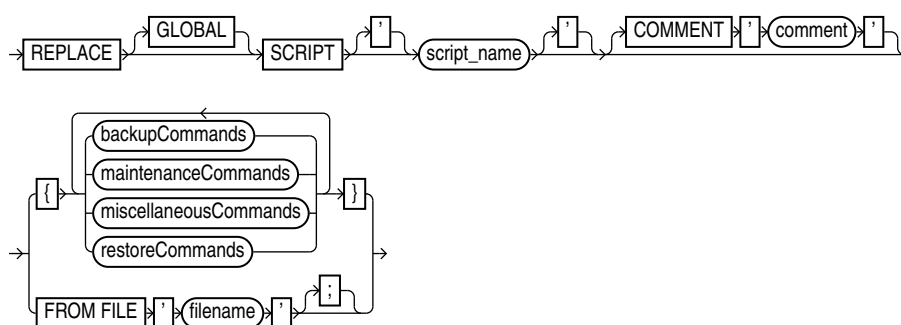 REPLACE GLOBAL SCRIPT ' script_name ' COMMENT ' comment '
backupCommands
maintenanceCommands
{ }
miscellaneousCommands
restoreCommands
FROM FILE ' filename ' ;